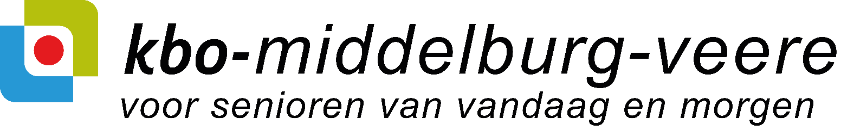 kbo-middelburg-veere
voor senioren van vandaag en morgen